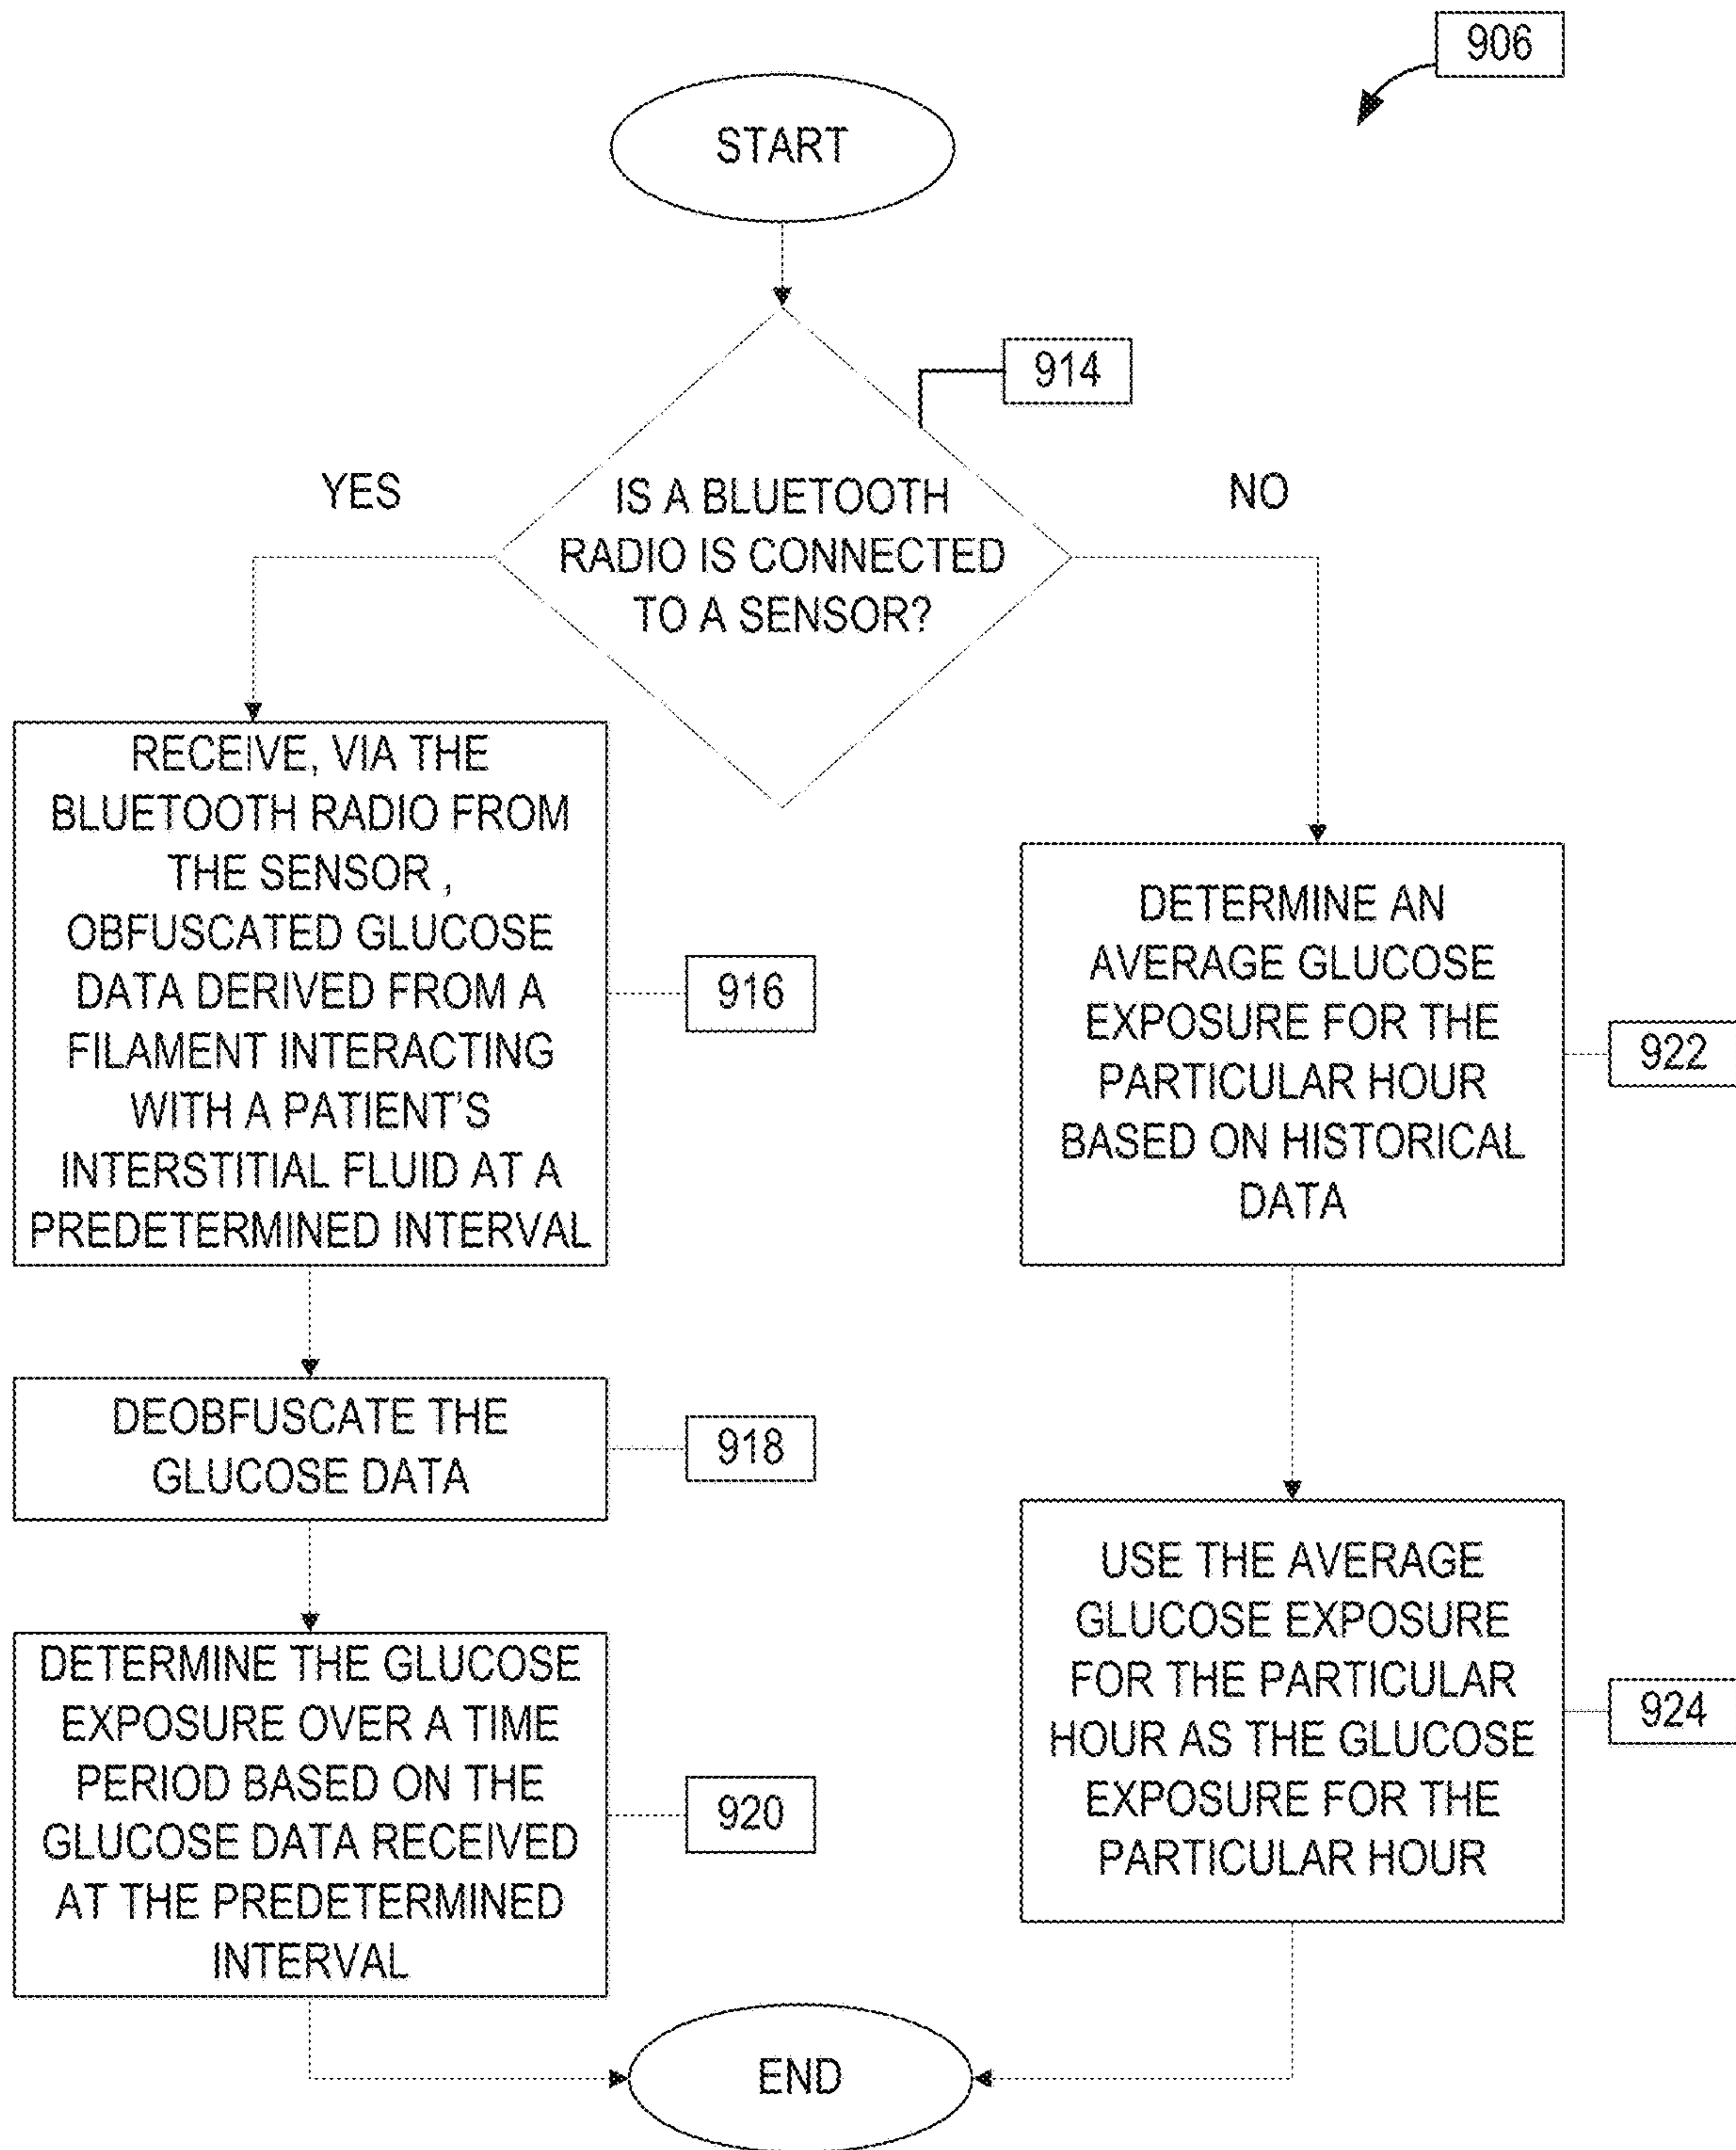 906
START
914
YES
NO
IS A BLUETOOTH
RADIO IS CONNECTED
TO A SENSOR?
RECEIVE, VIA THE
BLUETOOTH RADIO FROM
THE SENSOR ,
OBFUSCATED GLUCOSE
DATA DERIVED FROM A
FILAMENT INTERACTING
WITH A PATIENT'S
INTERSTITIAL FLUID AT A
PREDETERMINED INTERVAL
916
DEOBFUSCATE THE
GLUCOSE DATA
918
DETERMINE THE GLUCOSE
EXPOSURE OVER A TIME
PERIOD BASED ON THE
GLUCOSE DATA RECEIVED
AT THE PREDETERMINED
INTERVAL
920
DETERMINE AN
AVERAGE GLUCOSE
EXPOSURE FOR THE
PARTICULAR HOUR
BASED ON HISTORICAL
DATA
922
USE THE AVERAGE
GLUCOSE EXPOSURE
FOR THE PARTICULAR
HOUR AS THE GLUCOSE
EXPOSURE FOR THE
PARTICULAR HOUR
924
END